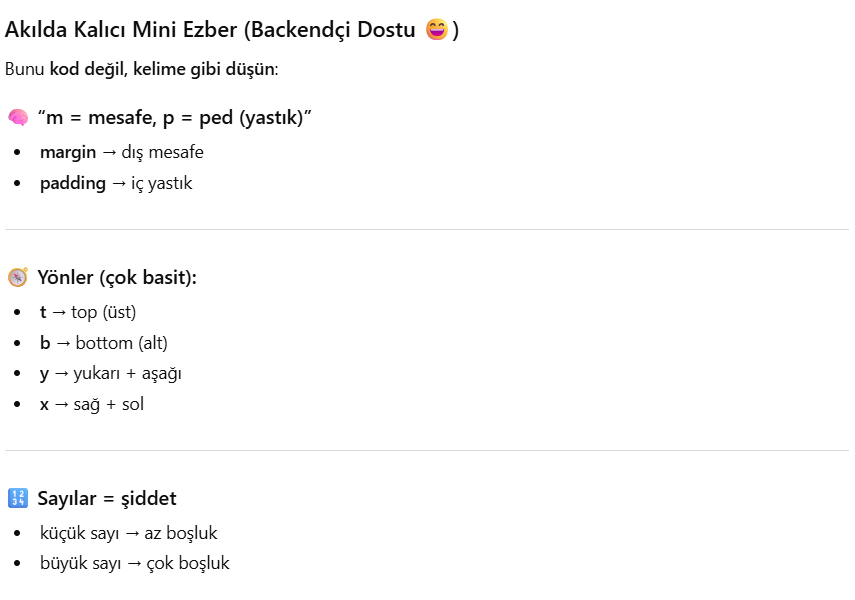 Akılda Kalıcı Mini Ezber (Backendçi Dostu 😄)
Bunu kod değil, kelime gibi düşün:
🧠 “m = mesafe, p = ped (yastık)”
• margin → dış mesafe
• padding → iç yastık
🧭 Yönler (çok basit):
• t → top (üst)
• b → bottom (alt)
• y → yukarı + aşağı
• x → sağ + sol
🔢 Sayılar = şiddet
• küçük sayı → az boşluk
• büyük sayı → çok boşluk